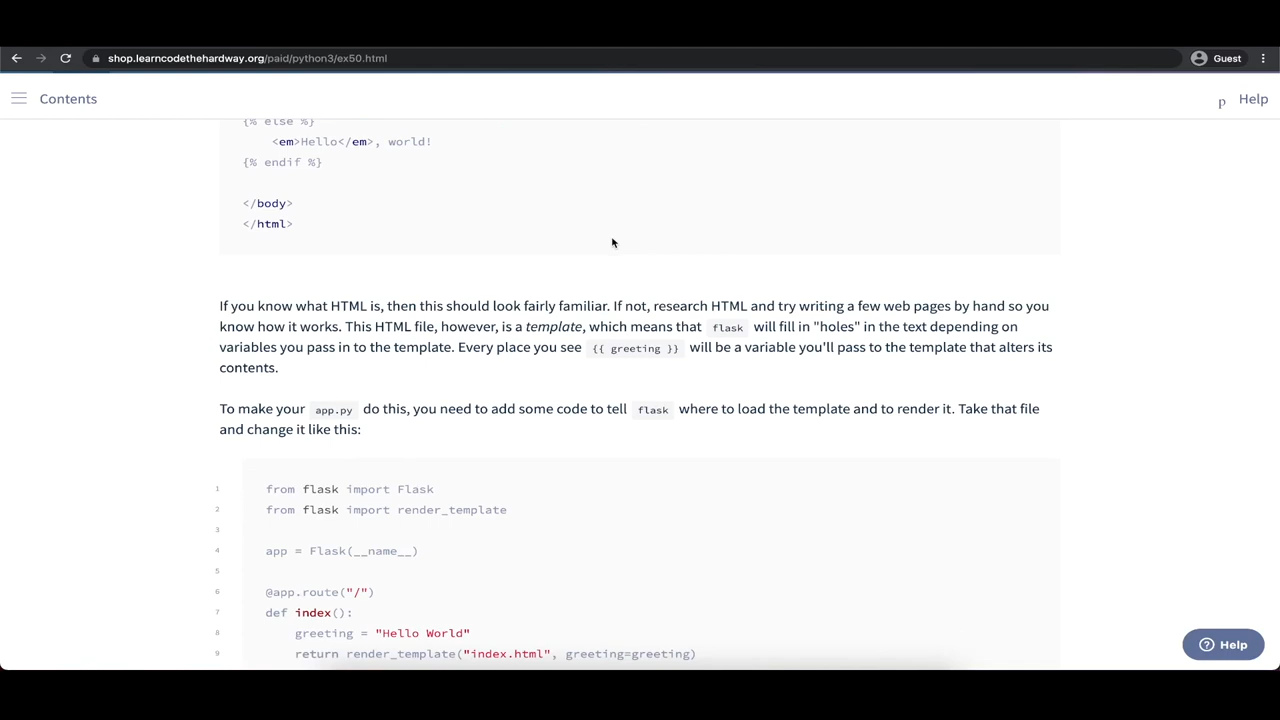 shop.learncodethehardway.org/paid/python3/ex50.html
Guest
Contents
p
Help
{% else %}
<em>Hello</em>, world!
{% endif %}
</body>
</html>
If you know what HTML is, then this should look fairly familiar. If not, research HTML and try writing a few web pages by hand so you
know how it works. This HTML file, however, is a template, which means that flask will fill in "holes" in the text depending on
variables you pass in to the template. Every place you see {{ greeting }} will be a variable you'll pass to the template that alters its
contents.
To make your app.py do this, you need to add some code to tell flask where to load the template and to render it. Take that file
and change it like this:
1 from flask import Flask
2 from flask import render_template
3
4 app = Flask(__name__)
5
6 @app.route("/")
7 def index():
8 greeting = "Hello World"
9 return render_template("index.html", greeting=greeting)
Help